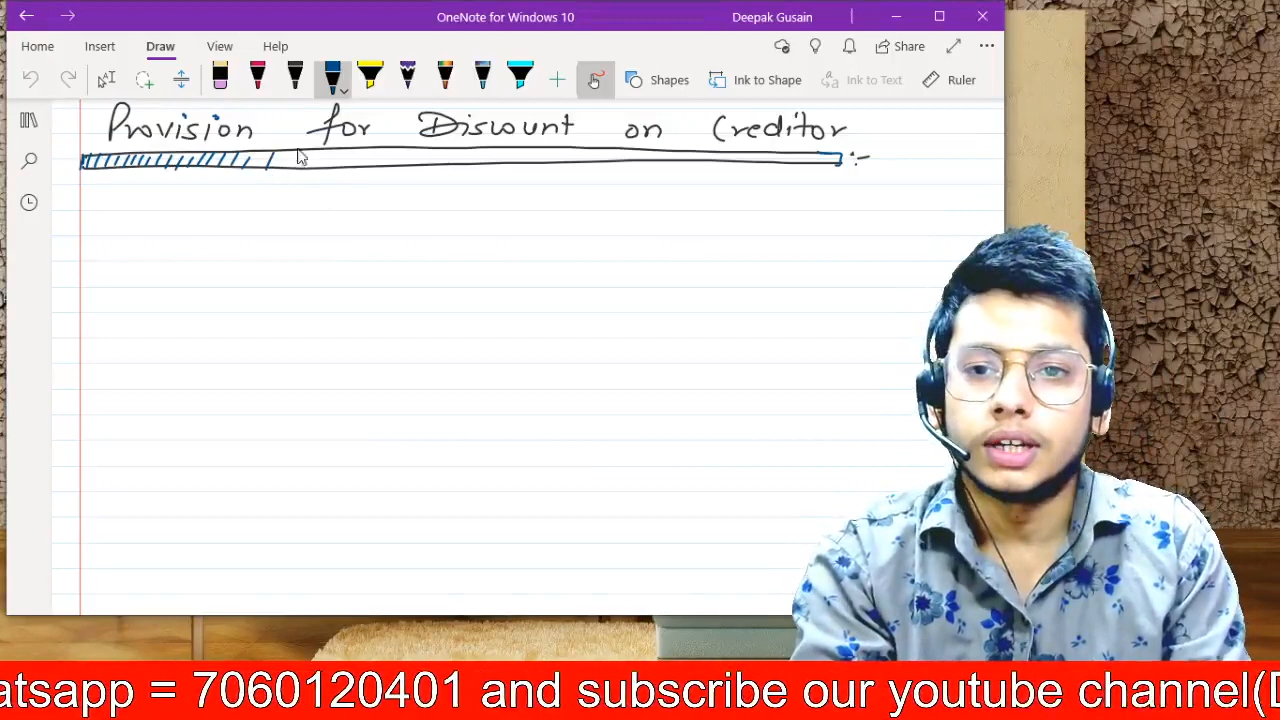 OneNote for Windows 10
Deepak Gusain
Home Insert Draw View Help Share
Shapes Ink to Shape Ink to Text Ruler
Provision for Discount on Creditor :-
atsapp = 7060120401 and subscribe our youtube channel(D